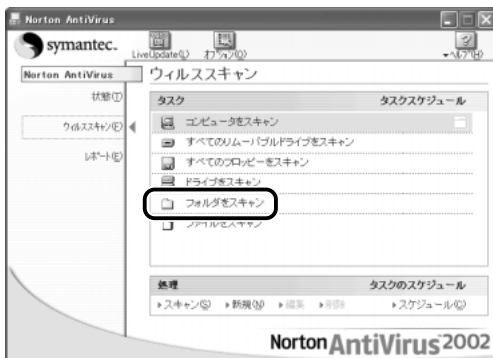 Norton AntiVirus
symantec.
LiveUpdate(L) オプション(O) ヘルプ(H)
Norton AntiVirus
ウィルススキャン
状態(T)
ウィルススキャン(E)
レポート(E)
タスク タスクスケジュール
コンピュータをスキャン
すべてのリムーバブルドライブをスキャン
すべてのフロッピーをスキャン
ドライブをスキャン
フォルダをスキャン
ファイルをスキャン
処理 タスクのスケジュール
スキャン(S) 新規(N) 編集 削除 スケジュール(C)
Norton AntiVirus 2002